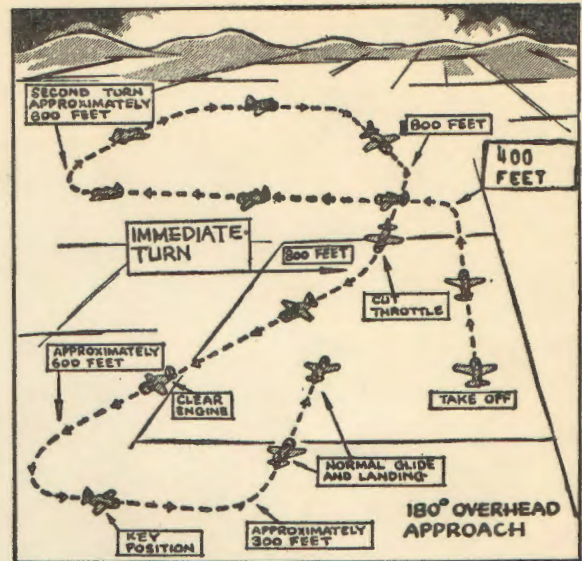 SECOND TURN
APPROXIMATELY
600 FEET
800 FEET
400
FEET
IMMEDIATE-
TURN
800 FEET
CUT
THROTTLE
APPROXIMATELY
600 FEET
CLEAR
ENGINE
TAKE OFF
NORMAL GLIDE
AND LANDING
KEY
POSITION
APPROXIMATELY
300 FEET
180° OVERHEAD
APPROACH